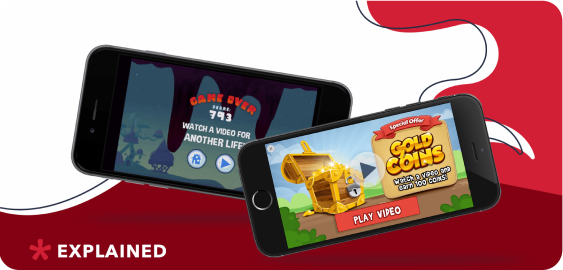 GAME OVER
SCORE:
793
WATCH A VIDEO FOR
ANOTHER LIFE!
Special Offer
GOLD
COINS
Watch a video and
earn 100 coins!
PLAY VIDEO
EXPLAINED